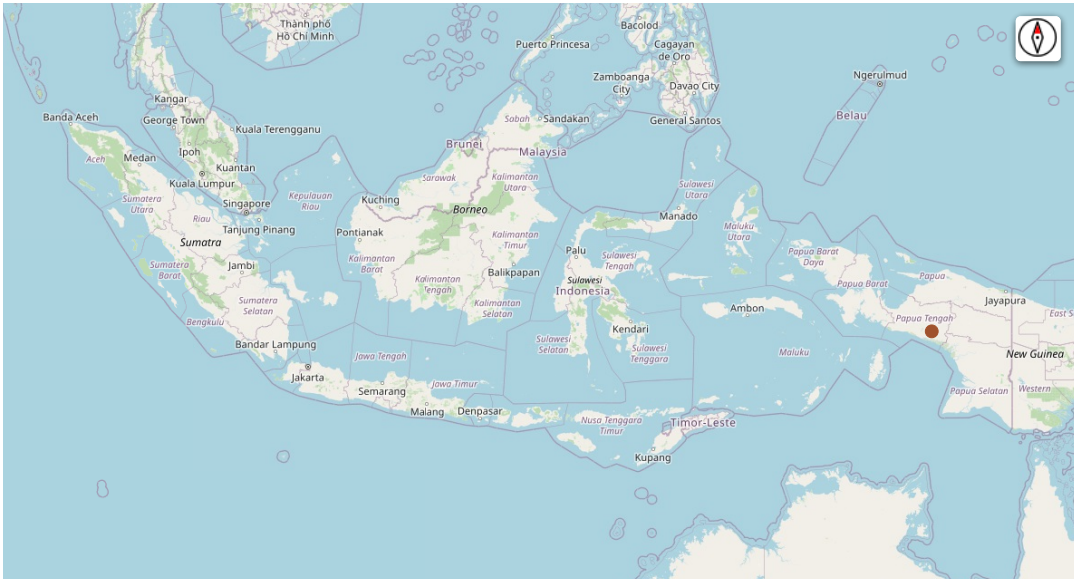 Thành phố
Hồ Chí Minh
Bacolod
Puerto Princesa
Cagayan
de Oro
Zamboanga
City
Davao City
General Santos
Ngerulmud
Belau
Kangar
George Town
Kuala Terengganu
Banda Aceh
Ipoh
Kuantan
Aceh
Medan
Kuala Lumpur
Sabah
Sandakan
Brunei
Malaysia
Sarawak
Kalimantan
Utara
Sumatera
Utara
Singapore
Kepulauan
Riau
Kuching
Borneo
Sulawesi
Utara
Manado
Riau
Tanjung Pinang
Sumatra
Pontianak
Kalimantan
Timur
Maluku
Utara
Palu
Sulawesi
Tengah
Papua Barat
Daya
Sumatera
Barat
Jambi
Kalimantan
Barat
Balikpapan
Sulawesi
Indonesia
Papua Barat
Papua
Kalimantan
Tengah
Sumatera
Selatan
Kalimantan
Selatan
Jayapura
Bengkulu
Ambon
Papua Tengah
East S
Kendari
Bandar Lampung
Sulawesi
Selatan
Sulawesi
Tenggara
Maluku
New Guinea
Jawa Tengah
Jakarta
Semarang
Jawa Timur
Papua Selatan
Western
Malang
Denpasar
Nusa Tenggara
Timur
Timor-Leste
Kupang